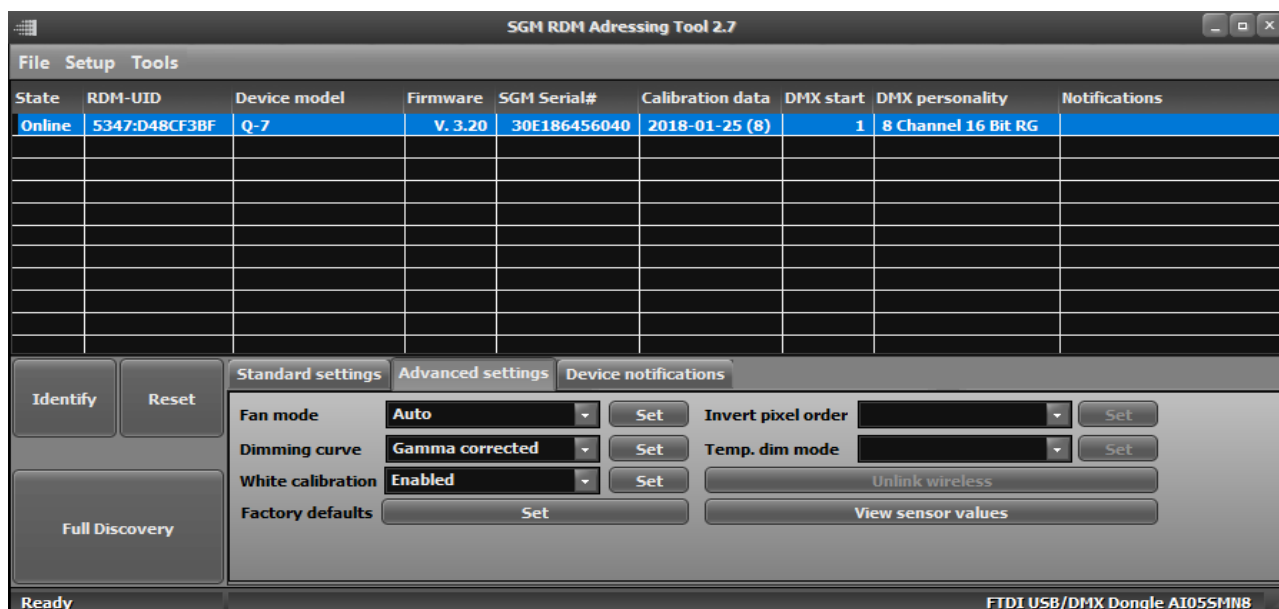 SGM RDM Adressing Tool 2.7
File Setup Tools
State RDM-UID Device model Firmware SGM Serial# Calibration data DMX start DMX personality Notifications
Online 5347:D48CF3BF Q-7 V. 3.20 30E186456040 2018-01-25 (8) 1 8 Channel 16 Bit RG
Standard settings Advanced settings Device notifications
Identify Reset
Fan mode Auto Set Invert pixel order Set
Dimming curve Gamma corrected Set Temp. dim mode Set
White calibration Enabled Set Unlink wireless
Factory defaults Set View sensor values
Full Discovery
Ready FTDI USB/DMX Dongle AI05SMN8